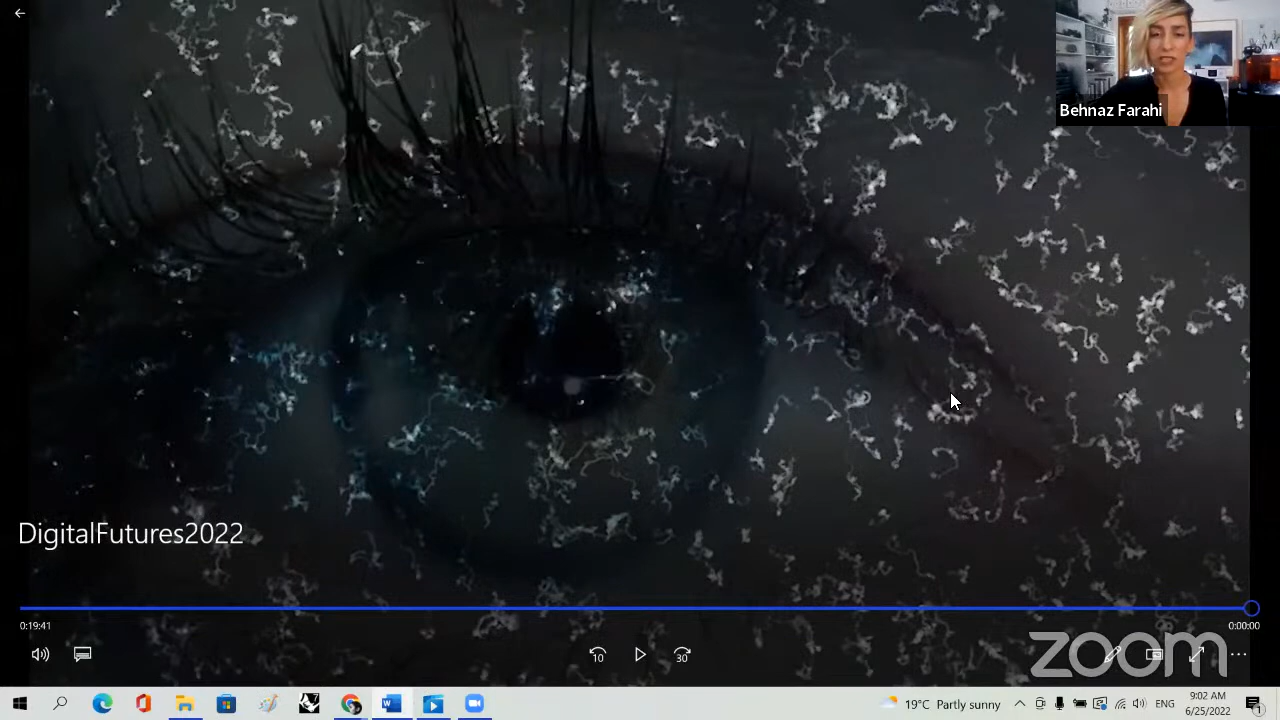 Behnaz Farahi
DigitalFutures2022
0:19:41
0:00:00
10
30
zoom
19°C Partly sunny
ENG
9:02 AM
6/25/2022
1